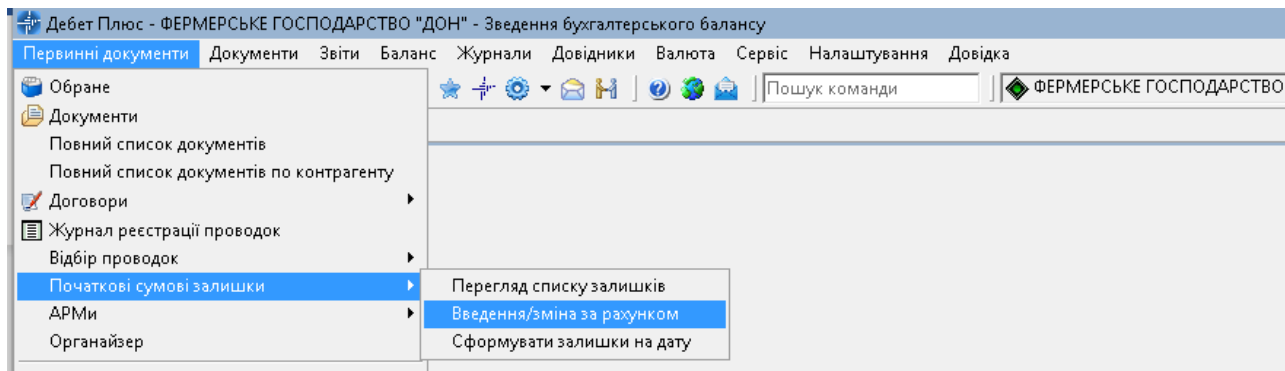 Дебет Плюс - ФЕРМЕРСЬКЕ ГОСПОДАРСТВО "ДОН" - Зведення бухгалтерського балансу
Первинні документи Документи Звіти Баланс Журнали Довідники Валюта Сервіс Налаштування Довідка
Обране Пошук команди ФЕРМЕРСЬКЕ ГОСПОДАРСТВО
Документи
Повний список документів
Повний список документів по контрагенту
Договори
Журнал реєстрації проводок
Відбір проводок
Початкові сумові залишки Перегляд списку залишків
АРМи Введення/зміна за рахунком
Органайзер Сформувати залишки на дату